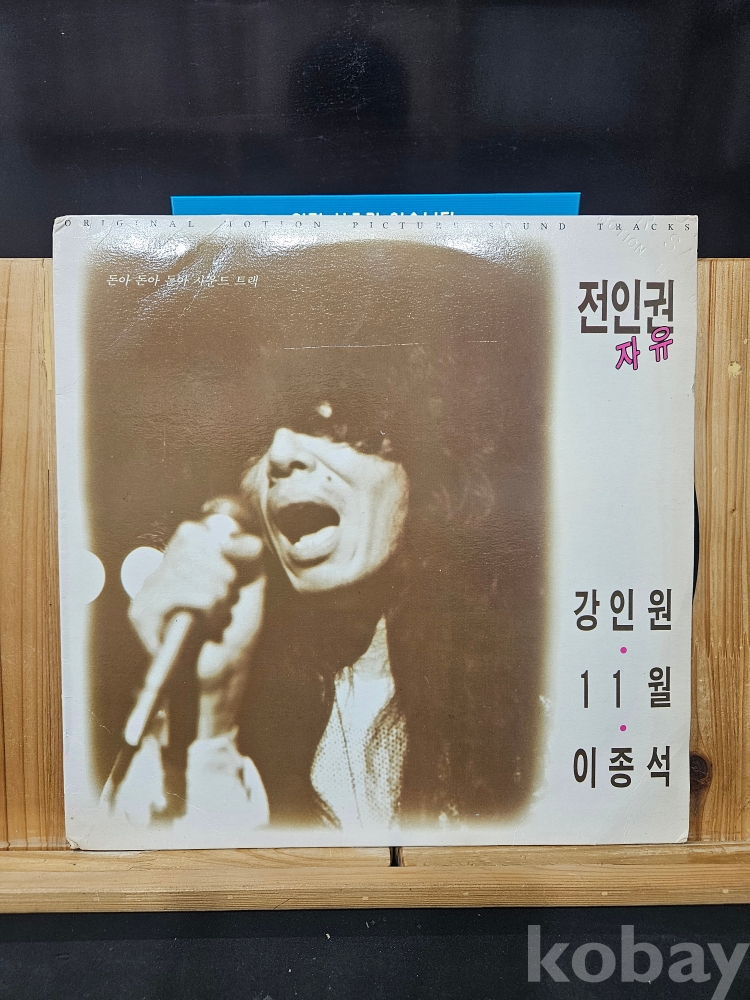 ORIGINAL MOTION PICTURE SOUND TRACKS
돈아 돈아 돈아 사운드 트랙
전인권
자유
강인원
·
11월
·
이종석
kobay